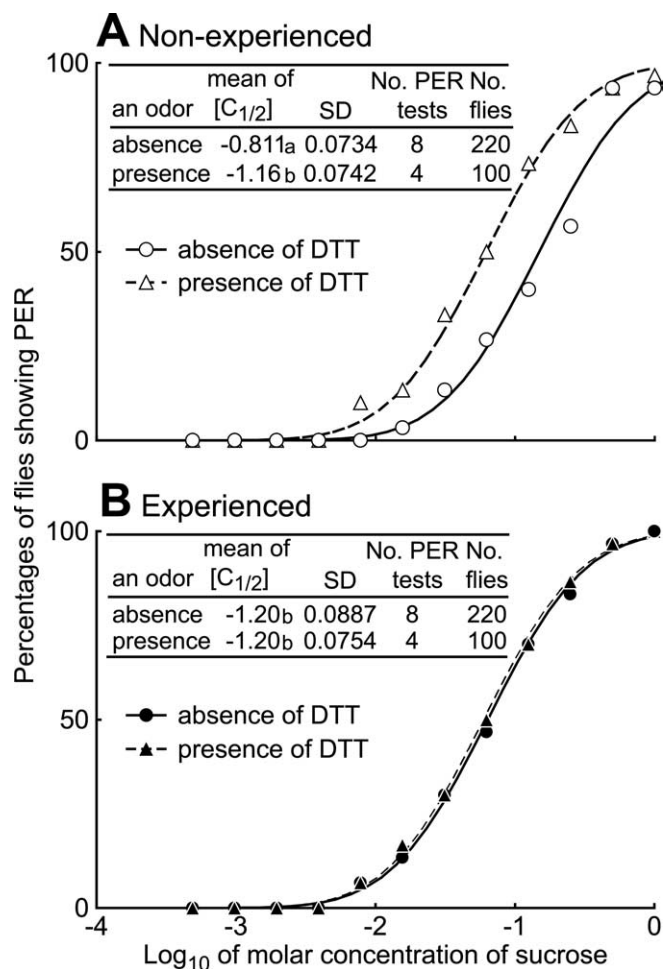 A Non-experienced
Percentages of flies showing PER
100
50
0
mean of No. PER No.
an odor [C1/2] SD tests flies
absence -0.811a 0.0734 8 220
presence -1.16 b 0.0742 4 100
absence of DTT
presence of DTT
B Experienced
100
50
0
mean of No. PER No.
an odor [C1/2] SD tests flies
absence -1.20b 0.0887 8 220
presence -1.20b 0.0754 4 100
absence of DTT
presence of DTT
-4 -3 -2 -1 0
Log10 of molar concentration of sucrose